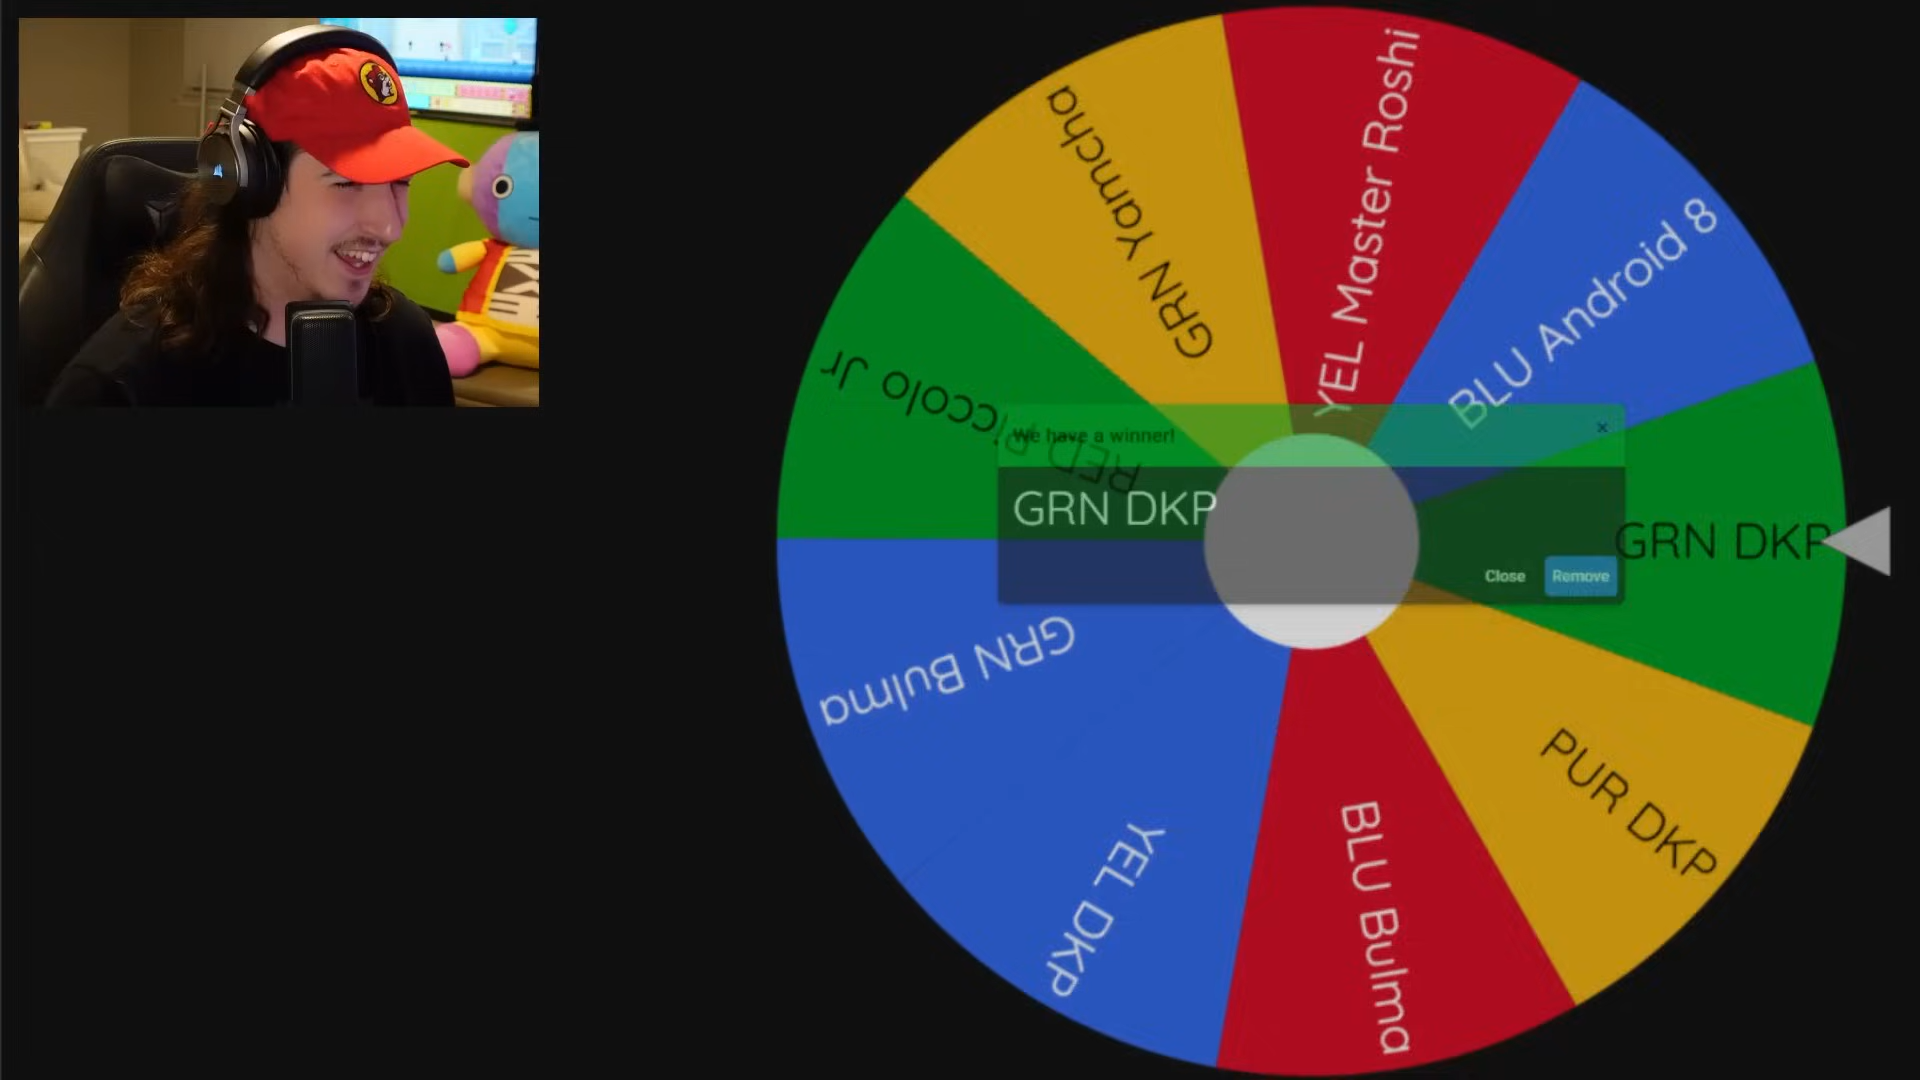 GRN Yamcha
YEL Master Roshi
BLU Android 8
RED Piccolo Jr
We have a winner!
×
GRN DKP
Close
Remove
GRN DKP
GRN Bulma
YEL DKP
BLU Bulma
PUR DKP